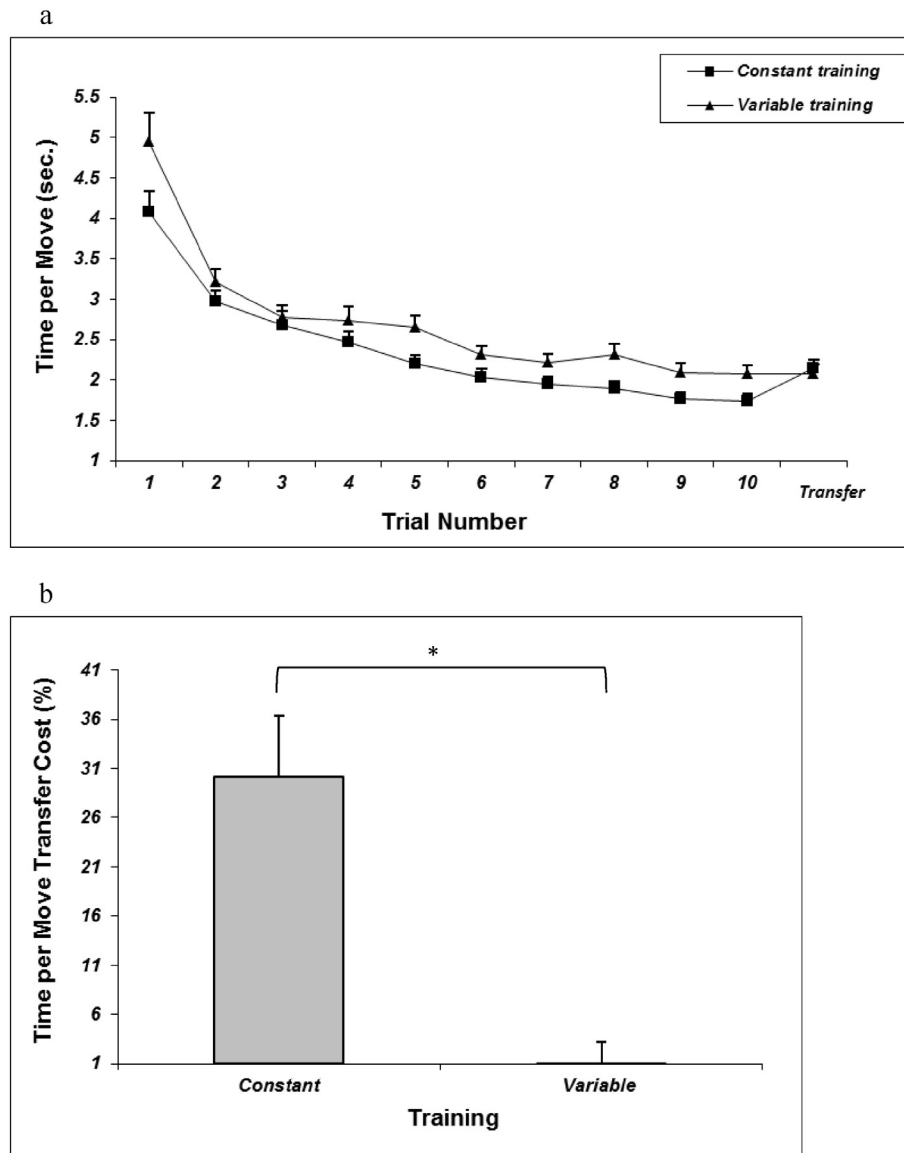 a
Constant training
Variable training
Time per Move (sec.)
5.5
5
4.5
4
3.5
3
2.5
2
1.5
1
1 2 3 4 5 6 7 8 9 10 Transfer
Trial Number
b
Time per Move Transfer Cost (%)
41
36
31
26
21
16
11
6
1
*
Constant Variable
Training